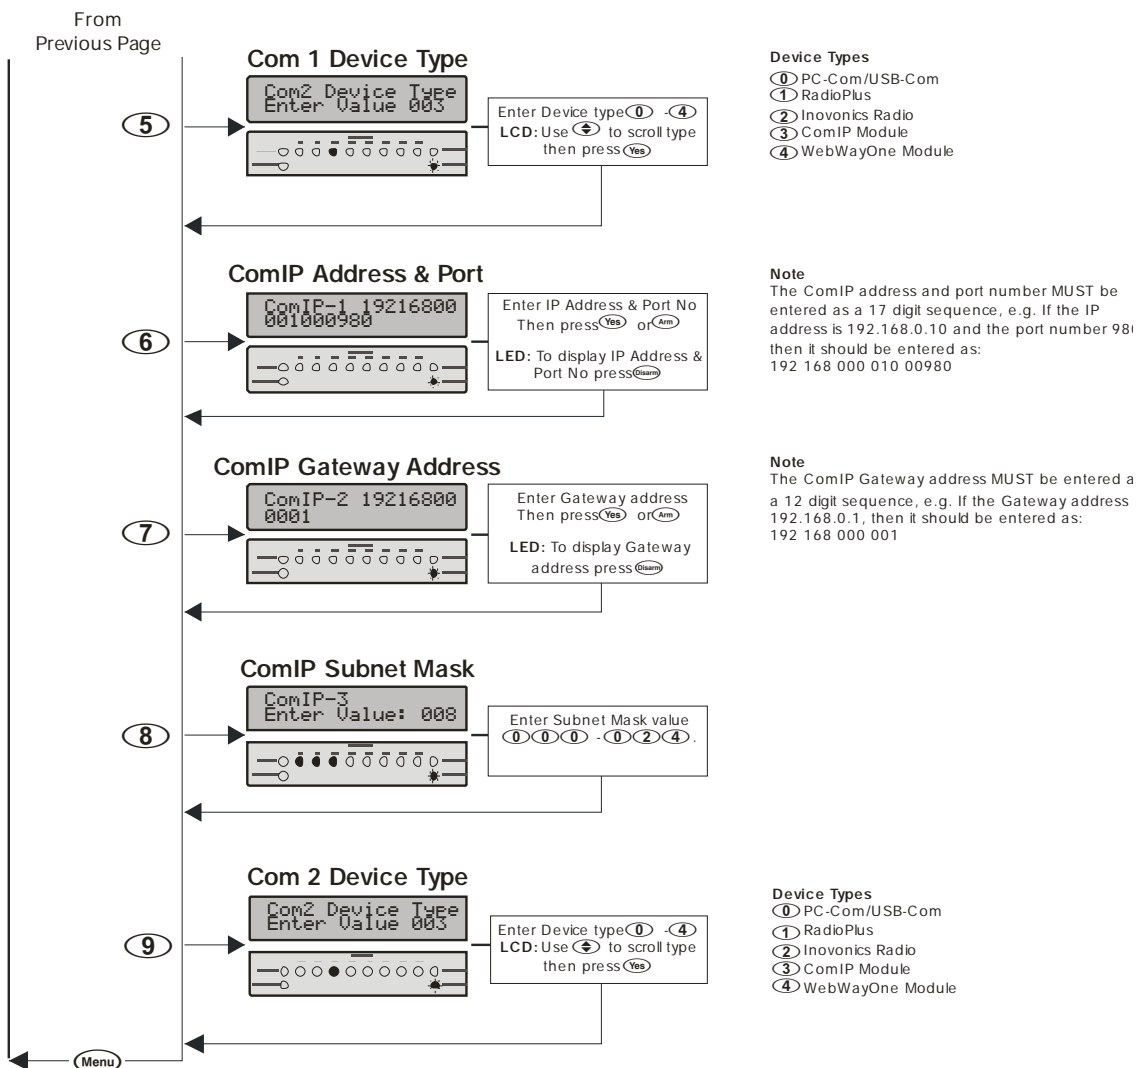 From
Previous Page
Com 1 Device Type
Com2 Device Type
Enter Value 003
5
Enter Device type 0 - 4
LCD: Use to scroll type
then press Yes
Device Types
0 PC-Com/USB-Com
1 RadioPlus
2 Inovonics Radio
3 ComIP Module
4 WebWayOne Module
ComIP Address & Port
ComIP-1 19216800
001000980
6
Enter IP Address & Port No
Then press Yes or Arm
LED: To display IP Address &
Port No press Disarm
Note
The ComIP address and port number MUST be
entered as a 17 digit sequence, e.g. If the IP
address is 192.168.0.10 and the port number 980
then it should be entered as:
192 168 000 010 00980
ComIP Gateway Address
ComIP-2 19216800
0001
7
Enter Gateway address
Then press Yes or Arm
LED: To display Gateway
address press Disarm
Note
The ComIP Gateway address MUST be entered a
a 12 digit sequence, e.g. If the Gateway address
192.168.0.1, then it should be entered as:
192 168 000 001
ComIP Subnet Mask
ComIP-3
Enter Value: 008
8
Enter Subnet Mask value
0 0 0 - 0 2 4 .
Com 2 Device Type
Com2 Device Type
Enter Value 003
9
Enter Device type 0 - 4
LCD: Use to scroll type
then press Yes
Device Types
0 PC-Com/USB-Com
1 RadioPlus
2 Inovonics Radio
3 ComIP Module
4 WebWayOne Module
Menu